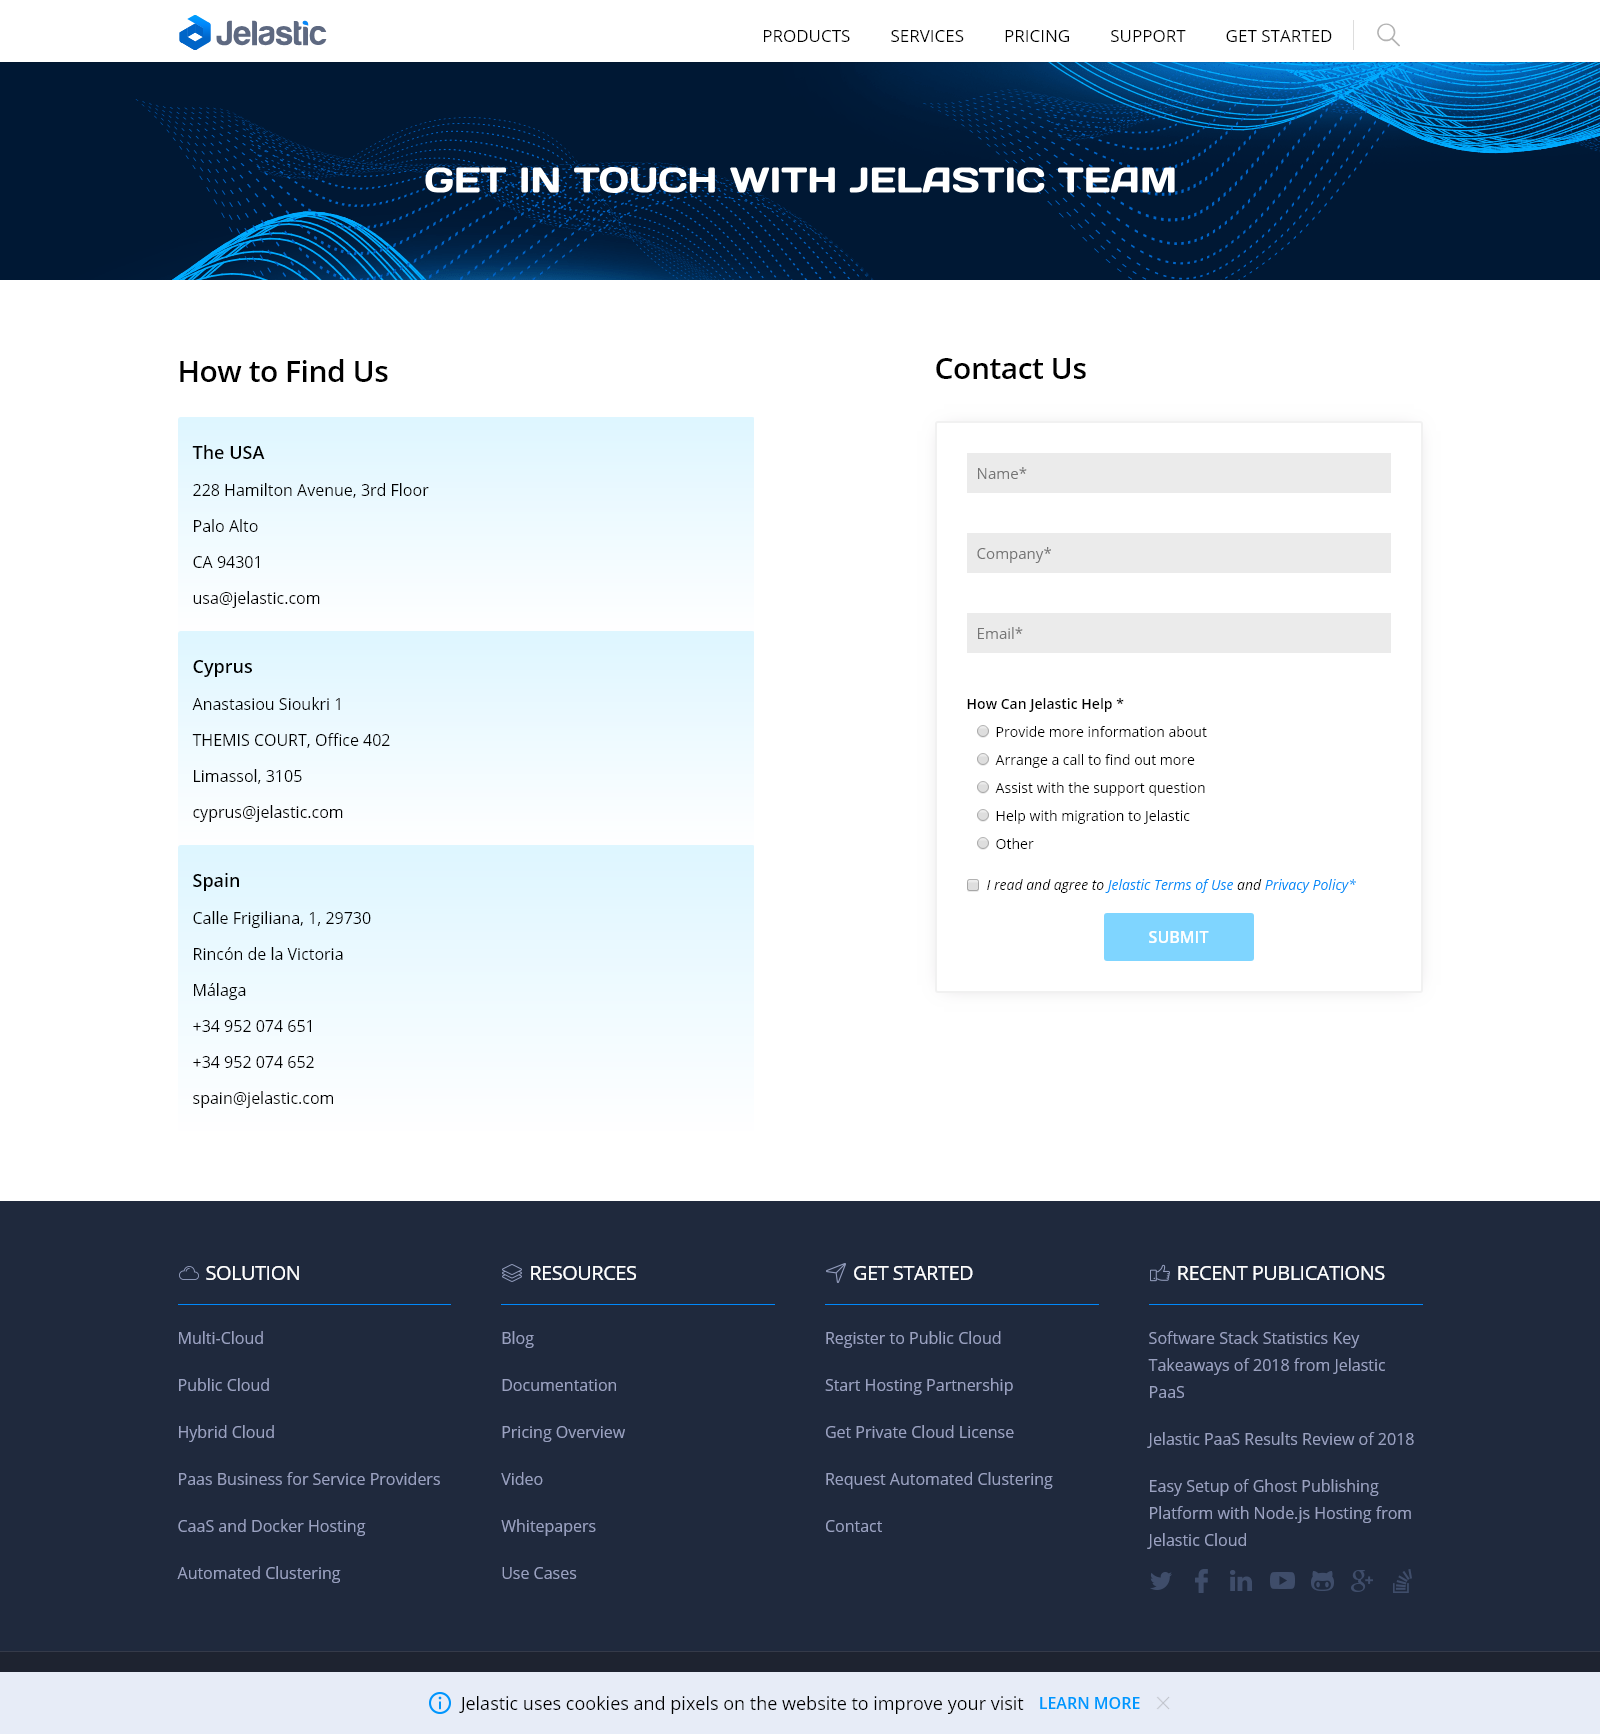 Jelastic
PRODUCTS SERVICES PRICING SUPPORT GET STARTED
GET IN TOUCH WITH JELASTIC TEAM
How to Find Us
The USA
228 Hamilton Avenue, 3rd Floor
Palo Alto
CA 94301
usa@jelastic.com
Cyprus
Anastasiou Sioukri 1
THEMIS COURT, Office 402
Limassol, 3105
cyprus@jelastic.com
Spain
Calle Frigiliana, 1, 29730
Rincón de la Victoria
Málaga
+34 952 074 651
+34 952 074 652
spain@jelastic.com
Contact Us
Name*
Company*
Email*
How Can Jelastic Help *
Provide more information about
Arrange a call to find out more
Assist with the support question
Help with migration to Jelastic
Other
I read and agree to Jelastic Terms of Use and Privacy Policy*
SUBMIT
SOLUTION
Multi-Cloud
Public Cloud
Hybrid Cloud
Paas Business for Service Providers
CaaS and Docker Hosting
Automated Clustering
RESOURCES
Blog
Documentation
Pricing Overview
Video
Whitepapers
Use Cases
GET STARTED
Register to Public Cloud
Start Hosting Partnership
Get Private Cloud License
Request Automated Clustering
Contact
RECENT PUBLICATIONS
Software Stack Statistics Key
Takeaways of 2018 from Jelastic
PaaS
Jelastic PaaS Results Review of 2018
Easy Setup of Ghost Publishing
Platform with Node.js Hosting from
Jelastic Cloud
Jelastic uses cookies and pixels on the website to improve your visit LEARN MORE